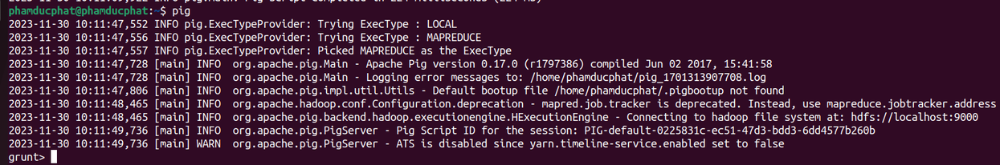 phamducphat@phamducphat:~$ pig
2023-11-30 10:11:47,552 INFO pig.ExecTypeProvider: Trying ExecType : LOCAL
2023-11-30 10:11:47,556 INFO pig.ExecTypeProvider: Trying ExecType : MAPREDUCE
2023-11-30 10:11:47,557 INFO pig.ExecTypeProvider: Picked MAPREDUCE as the ExecType
2023-11-30 10:11:47,728 [main] INFO  org.apache.pig.Main - Apache Pig version 0.17.0 (r1797386) compiled Jun 02 2017, 15:41:58
2023-11-30 10:11:47,728 [main] INFO  org.apache.pig.Main - Logging error messages to: /home/phamducphat/pig_1701313907708.log
2023-11-30 10:11:47,806 [main] INFO  org.apache.pig.impl.util.Utils - Default bootup file /home/phamducphat/.pigbootup not found
2023-11-30 10:11:48,465 [main] INFO  org.apache.hadoop.conf.Configuration.deprecation - mapred.job.tracker is deprecated. Instead, use mapreduce.jobtracker.address
2023-11-30 10:11:48,465 [main] INFO  org.apache.pig.backend.hadoop.executionengine.HExecutionEngine - Connecting to hadoop file system at: hdfs://localhost:9000
2023-11-30 10:11:49,736 [main] INFO  org.apache.pig.PigServer - Pig Script ID for the session: PIG-default-0225831c-ec51-47d3-bdd3-6dd4577b260b
2023-11-30 10:11:49,736 [main] WARN  org.apache.pig.PigServer - ATS is disabled since yarn.timeline-service.enabled set to false
grunt>